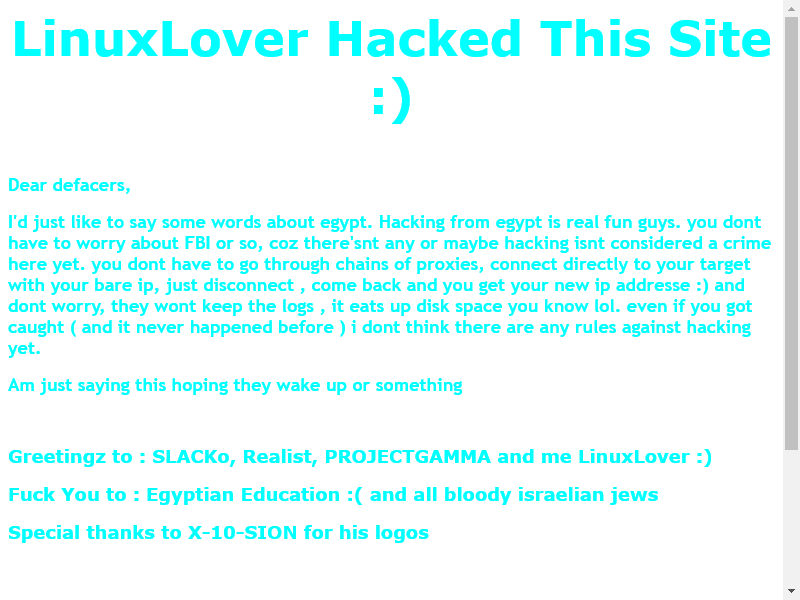 LinuxLover Hacked This Site
:)
Dear defacers,
I'd just like to say some words about egypt. Hacking from egypt is real fun guys. you dont
have to worry about FBI or so, coz there'snt any or maybe hacking isnt considered a crime
here yet. you dont have to go through chains of proxies, connect directly to your target
with your bare ip, just disconnect , come back and you get your new ip addresse :) and
dont worry, they wont keep the logs , it eats up disk space you know lol. even if you got
caught ( and it never happened before ) i dont think there are any rules against hacking
yet.
Am just saying this hoping they wake up or something
Greetingz to : SLACKo, Realist, PROJECTGAMMA and me LinuxLover :)
Fuck You to : Egyptian Education :( and all bloody israelian jews
Special thanks to X-10-SION for his logos